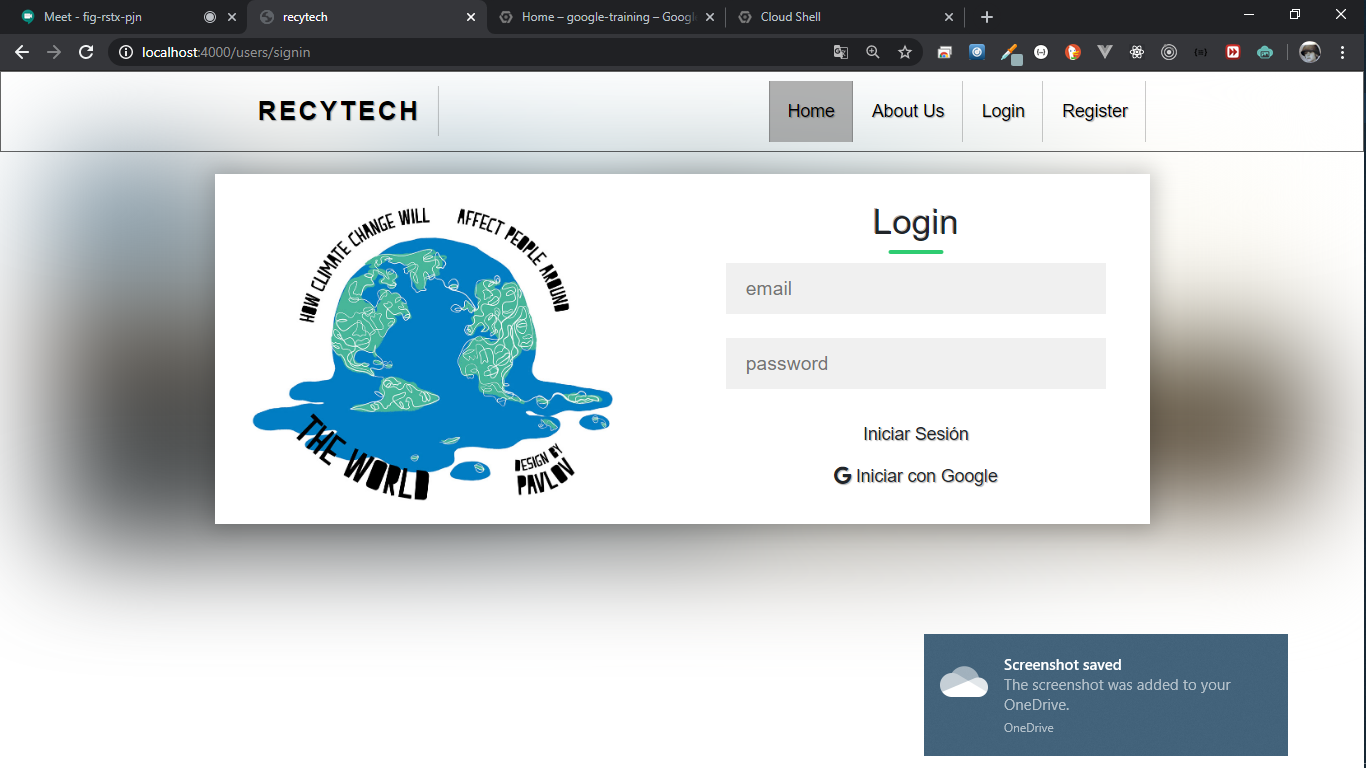 Meet - fig-rstx-pjn
recytech
Home – google-training – Google
Cloud Shell
localhost:4000/users/signin
RECYTECH
Home
About Us
Login
Register
HOW CLIMATE CHANGE WILL AFFECT PEOPLE AROUND
THE WORLD
DESIGN BY
PAVLOV
Login
email
password
Iniciar Sesión
Iniciar con Google
Screenshot saved
The screenshot was added to your
OneDrive.
OneDrive